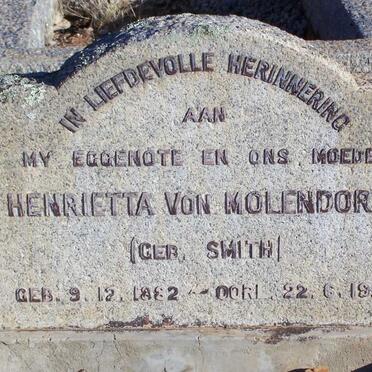 IN LIEFDEVOLLE HERINNERING
AAN
MY EGGENOTE EN ONS MOEDE
HENRIETTA VON MOLENDOR
(GEB. SMITH)
GEB. 9. 12. 1882 - OORL. 22. 6. 19